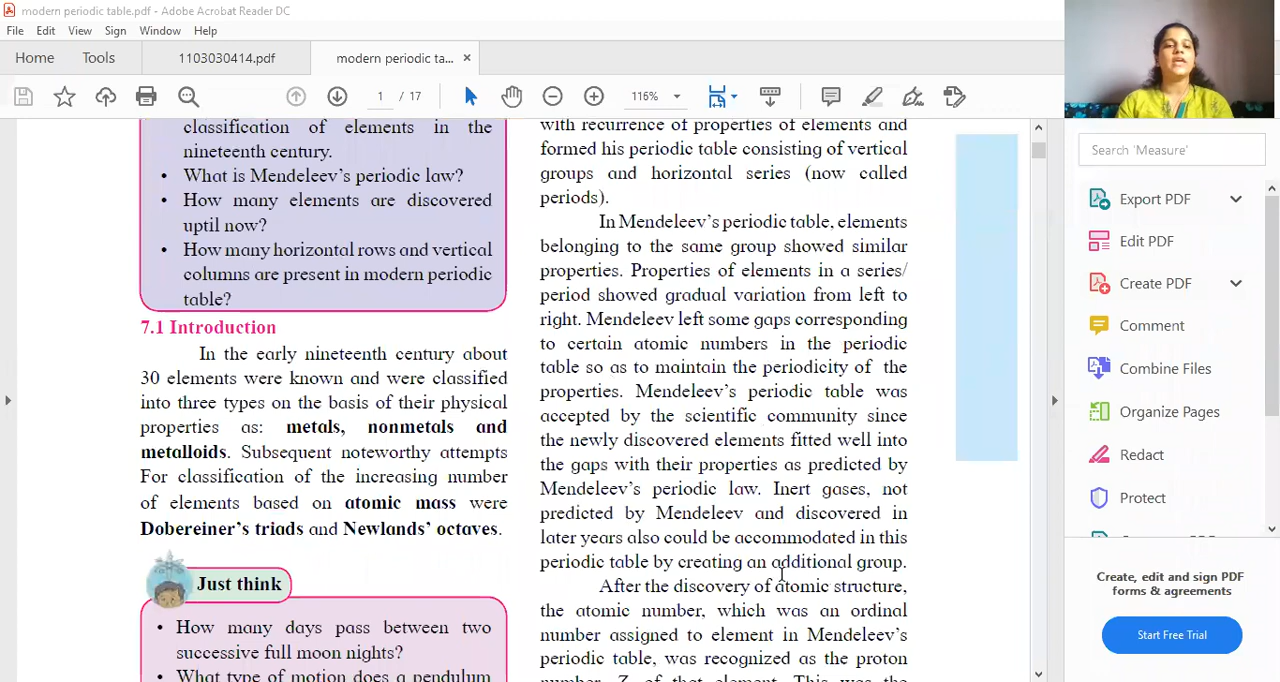 modern periodic table.pdf - Adobe Acrobat Reader DC
File Edit View Sign Window Help
Home Tools 1103030414.pdf modern periodic ta... ×
1 / 17 116%
classification of elements in the
nineteenth century.
• What is Mendeleev's periodic law?
• How many elements are discovered
uptil now?
• How many horizontal rows and vertical
columns are present in modern periodic
table?
7.1 Introduction
In the early nineteenth century about
30 elements were known and were classified
into three types on the basis of their physical
properties as: metals, nonmetals and
metalloids. Subsequent noteworthy attempts
For classification of the increasing number
of elements based on atomic mass were
Dobereiner's triads and Newlands' octaves.
Just think
• How many days pass between two
successive full moon nights?
• What type of motion does a pendulum
with recurrence of properties of elements and
formed his periodic table consisting of vertical
groups and horizontal series (now called
periods).
In Mendeleev's periodic table, elements
belonging to the same group showed similar
properties. Properties of elements in a series/
period showed gradual variation from left to
right. Mendeleev left some gaps corresponding
to certain atomic numbers in the periodic
table so as to maintain the periodicity of the
properties. Mendeleev's periodic table was
accepted by the scientific community since
the newly discovered elements fitted well into
the gaps with their properties as predicted by
Mendeleev's periodic law. Inert gases, not
predicted by Mendeleev and discovered in
later years also could be accommodated in this
periodic table by creating an additional group.
After the discovery of atomic structure,
the atomic number, which was an ordinal
number assigned to element in Mendeleev's
periodic table, was recognized as the proton
number, Z, of that element. This was the
Search 'Measure'
Export PDF
Edit PDF
Create PDF
Comment
Combine Files
Organize Pages
Redact
Protect
Create, edit and sign PDF
forms & agreements
Start Free Trial